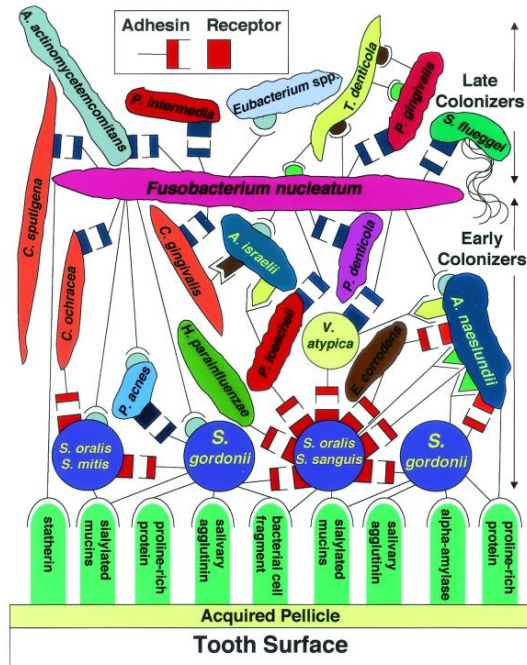 Adhesin Receptor
A. actinomycetemcomitans
P. intermedia
Eubacterium spp.
T. denticola
P. gingivalis
Late
Colonizers
S. flueggei
C. sputigena
Fusobacterium nucleatum
Early
Colonizers
C. ochracea
C. gingivalis
A. israelii
P. denticola
A. naeslundii
P. loescheii
V.
atypica
H. parainfluenzae
E. corrodens
P. acnes
S. oralis
S. mitis
S.
gordonii
S. oralis
S. sanguis
S.
gordonii
statherin
sialylated
mucins
proline-rich
protein
salivary
agglutinin
bacterial cell
fragment
sialylated
mucins
salivary
agglutinin
alpha-amylase
proline-rich
protein
Acquired Pellicle
Tooth Surface